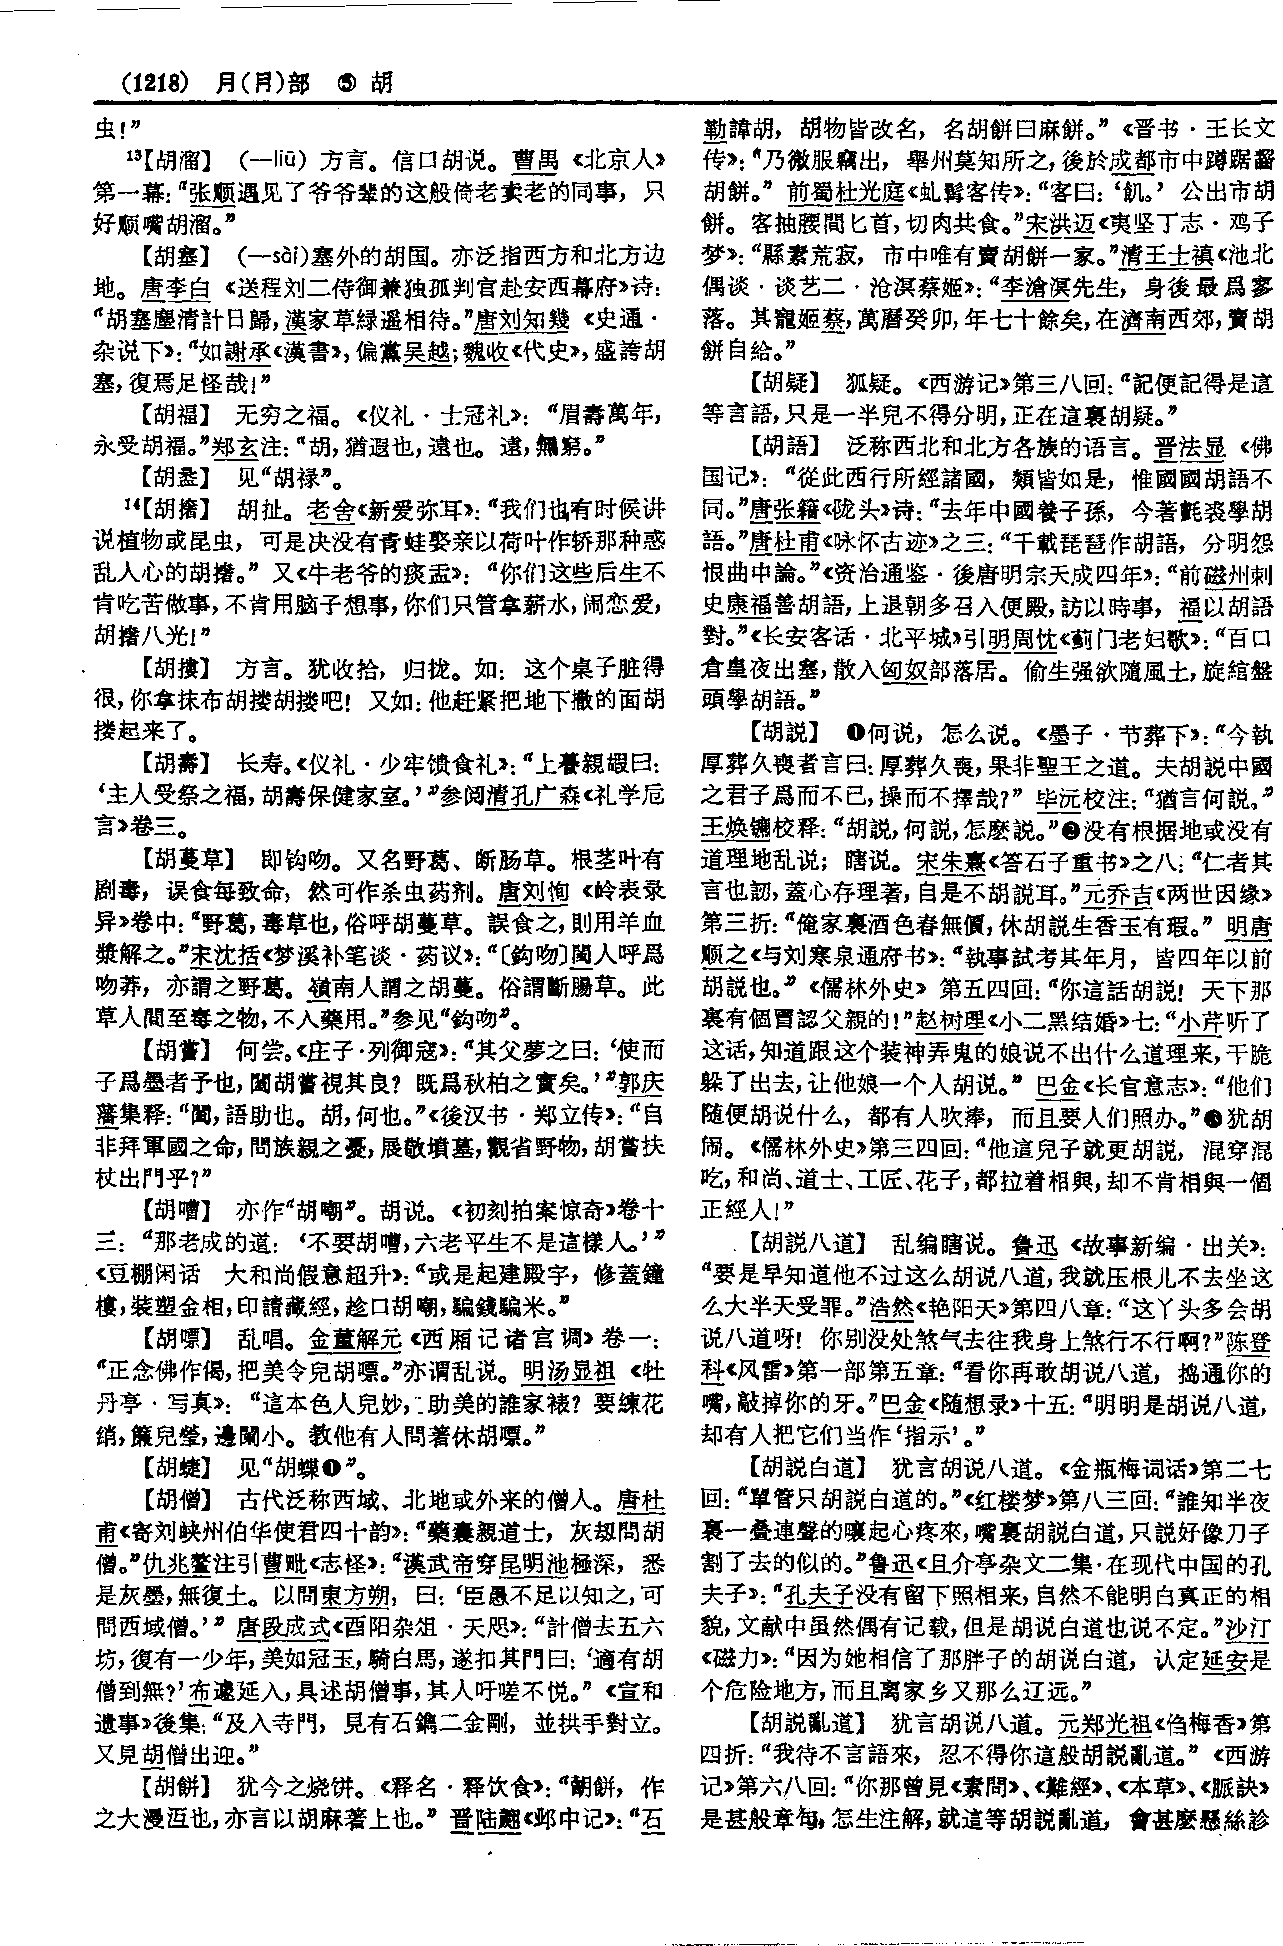 (1218) 月(⺼)部 ⑤ 胡
虫！”
13【胡溜】 (—liū) 方言。信口胡说。曹禺《北京人》
第一幕：“张顺遇见了爷爷辈的这般倚老卖老的同事，只
好顺嘴胡溜。”
【胡塞】 (—sài)塞外的胡国。亦泛指西方和北方边
地。唐李白《送程刘二侍御兼独孤判官赴安西幕府》诗：
“胡塞塵清計日歸，漢家草緑遥相待。”唐刘知幾《史通·
杂说下》：“如謝承《漢書》，偏黨吴越；魏收《代史》，盛誇胡
塞，復焉足怪哉！”
【胡福】 无穷之福。《仪礼·士冠礼》：“眉壽萬年，
永受胡福。”郑玄注：“胡，猶遐也，遠也。遠，無窮。”
【胡盝】 见“胡禄”。
14【胡搘】 胡扯。老舍《新爱弥耳》：“我们也有时候讲
说植物或昆虫，可是决没有青蛙娶亲以荷叶作轿那种惑
乱人心的胡搘。”又《牛老爷的痰盂》：“你们这些后生不
肯吃苦做事，不肯用脑子想事，你们只管拿薪水，闹恋爱，
胡搘八光！”
【胡摟】 方言。犹收拾，归拢。如：这个桌子脏得
很，你拿抹布胡搂胡搂吧！又如：他赶紧把地下撒的面胡
搂起来了。
【胡壽】 长寿。《仪礼·少牢馈食礼》：“上䉵親嘏曰：
‘主人受祭之福，胡壽保健家室。’”参阅清孔广森《礼学卮
言》卷三。
【胡蔓草】 即钩吻。又名野葛、断肠草。根茎叶有
剧毒，误食每致命，然可作杀虫药剂。唐刘恂《岭表录
异》卷中：“野葛，毒草也，俗呼胡蔓草。誤食之，則用羊血
漿解之。”宋沈括《梦溪补笔谈·药议》：“〔鈎吻〕閩人呼爲
吻莽，亦謂之野葛。嶺南人謂之胡蔓。俗謂斷腸草。此
草人間至毒之物，不入藥用。”参见“鈎吻”。
【胡嘗】 何尝。《庄子·列御寇》：“其父夢之曰：‘使而
子爲墨者予也，闔胡嘗視其良？既爲秋柏之實矣。’”郭庆
藩集释：“闔，語助也。胡，何也。”《後汉书·郑立传》：“自
非拜軍國之命，問族親之憂，展敬墳墓，觀省野物，胡嘗扶
杖出門乎？”
【胡嘈】 亦作“胡嘲”。胡说。《初刻拍案惊奇》卷十
三：“那老成的道：‘不要胡嘈，六老平生不是這樣人。’”
《豆棚闲话 大和尚假意超升》：“或是起建殿宇，修蓋鐘
樓，裝塑金相，印請藏經，趁口胡嘲，騙錢騙米。”
【胡嘌】 乱唱。金董解元《西厢记诸宫调》卷一：
“正念佛作偈，把美令兒胡嘌。”亦谓乱说。明汤显祖《牡
丹亭·写真》：“這本色人兒妙，助美的誰家裱？要練花
绡，簾兒瑩，邊闌小。教他有人問著休胡嘌。”
【胡蜨】 见“胡蝶❶”。
【胡僧】 古代泛称西域、北地或外来的僧人。唐杜
甫《寄刘峡州伯华使君四十韵》：“藥囊親道士，灰劫問胡
僧。”仇兆鳌注引曹毗《志怪》：“漢武帝穿昆明池極深，悉
是灰墨，無復土。以問東方朔，曰：‘臣愚不足以知之，可
問西域僧。’”唐段成式《酉阳杂俎·天咫》：“計僧去五六
坊，復有一少年，美如冠玉，騎白馬，遂扣其門曰：‘適有胡
僧到無？’布遽延入，具述胡僧事，其人吁嗟不悦。”《宣和
遗事》後集：“及入寺門，見有石鐫二金剛，並拱手對立。
又見胡僧出迎。”
【胡餅】 犹今之烧饼。《释名·释饮食》：“胡餅，作
之大漫沍也，亦言以胡麻著上也。”晋陆翽《邺中记》：“石
勒諱胡，胡物皆改名，名胡餅曰麻餅。”《晋书·王长文
传》：“乃微服竊出，舉州莫知所之，後於成都市中蹲踞齧
胡餅。”前蜀杜光庭《虬髯客传》：“客曰：‘飢。’公出市胡
餅。客抽腰間匕首，切肉共食。”宋洪迈《夷坚丁志·鸡子
梦》：“縣素荒寂，市中唯有賣胡餅一家。”清王士禛《池北
偶谈·谈艺二·沧溟蔡姬》：“李滄溟先生，身後最爲寥
落。其寵姬蔡，萬曆癸卯，年七十餘矣，在濟南西郊，賣胡
餅自給。”
【胡疑】 狐疑。《西游记》第三八回：“記便記得是這
等言語，只是一半兒不得分明，正在這裏胡疑。”
【胡語】 泛称西北和北方各族的语言。晋法显《佛
国记》：“從此西行所經諸國，類皆如是，惟國國胡語不
同。”唐张籍《陇头》诗：“去年中國養子孫，今著氈裘學胡
語。”唐杜甫《咏怀古迹》之三：“千載琵琶作胡語，分明怨
恨曲中論。”《资治通鉴·後唐明宗天成四年》：“前磁州刺
史康福善胡語，上退朝多召入便殿，訪以時事，福以胡語
對。”《长安客话·北平城》引明周忱《蓟门老妇歌》：“百口
倉皇夜出塞，散入匈奴部落居。偷生强欲隨風土，旋綰盤
頭學胡語。”
【胡説】 ❶何说，怎么说。《墨子·节葬下》：“今執
厚葬久喪者言曰：厚葬久喪，果非聖王之道。夫胡説中國
之君子爲而不已，操而不擇哉？”毕沅校注：“猶言何説。”
王焕镳校释：“胡説，何説，怎麽説。”❷没有根据地或没有
道理地乱说；瞎说。宋朱熹《答石子重书》之八：“仁者其
言也訒，蓋心存理著，自是不胡説耳。”元乔吉《两世因缘》
第三折：“俺家裏酒色春無價，休胡説生香玉有瑕。”明唐
顺之《与刘寒泉通府书》：“執事試考其年月，皆四年以前
胡説也。”《儒林外史》第五四回：“你這話胡説！天下那
裏有個冒認父親的！”赵树理《小二黑结婚》七：“小芹听了
这话，知道跟这个装神弄鬼的娘说不出什么道理来，干脆
躲了出去，让他娘一个人胡说。”巴金《长官意志》：“他们
随便胡说什么，都有人吹捧，而且要人们照办。”❸犹胡
闹。《儒林外史》第三四回：“他這兒子就更胡説，混穿混
吃，和尚、道士、工匠、花子，都拉着相與，却不肯相與一個
正經人！”
【胡説八道】 乱编瞎说。鲁迅《故事新编·出关》：
“要是早知道他不过这么胡说八道，我就压根儿不去坐这
么大半天受罪。”浩然《艳阳天》第四八章：“这丫头多会胡
说八道呀！你别没处煞气去往我身上煞行不行啊？”陈登
科《风雷》第一部第五章：“看你再敢胡说八道，捣通你的
嘴，敲掉你的牙。”巴金《随想录》十五：“明明是胡说八道，
却有人把它们当作‘指示’。”
【胡説白道】 犹言胡说八道。《金瓶梅词话》第二七
回：“單管只胡説白道的。”《红楼梦》第八三回：“誰知半夜
裏一叠連聲的嚷起心疼來，嘴裏胡説白道，只説好像刀子
割了去的似的。”鲁迅《且介亭杂文二集·在现代中国的孔
夫子》：“孔夫子没有留下照相来，自然不能明白真正的相
貌，文献中虽然偶有记载，但是胡说白道也说不定。”沙汀
《磁力》：“因为她相信了那胖子的胡说白道，认定延安是
个危险地方，而且离家乡又那么辽远。”
【胡説亂道】 犹言胡说八道。元郑光祖《㑇梅香》第
四折：“我待不言語來，忍不得你這般胡説亂道。”《西游
记》第六八回：“你那曾見《素問》、《難經》、《本草》、《脈訣》
是甚般章句，怎生注解，就這等胡説亂道，會甚麽懸絲診